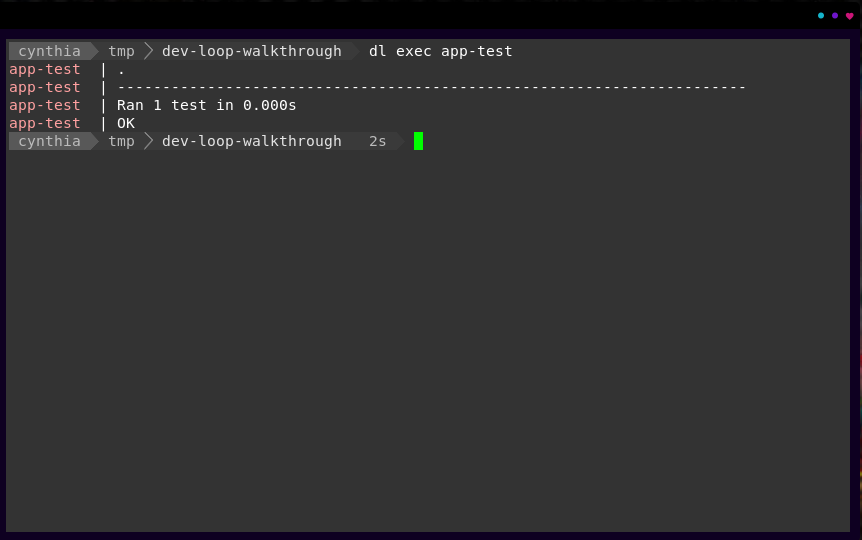 cynthia tmp dev-loop-walkthrough dl exec app-test
app-test | .
app-test | ----------------------------------------------------------------------
app-test | Ran 1 test in 0.000s
app-test | OK
cynthia tmp dev-loop-walkthrough 2s